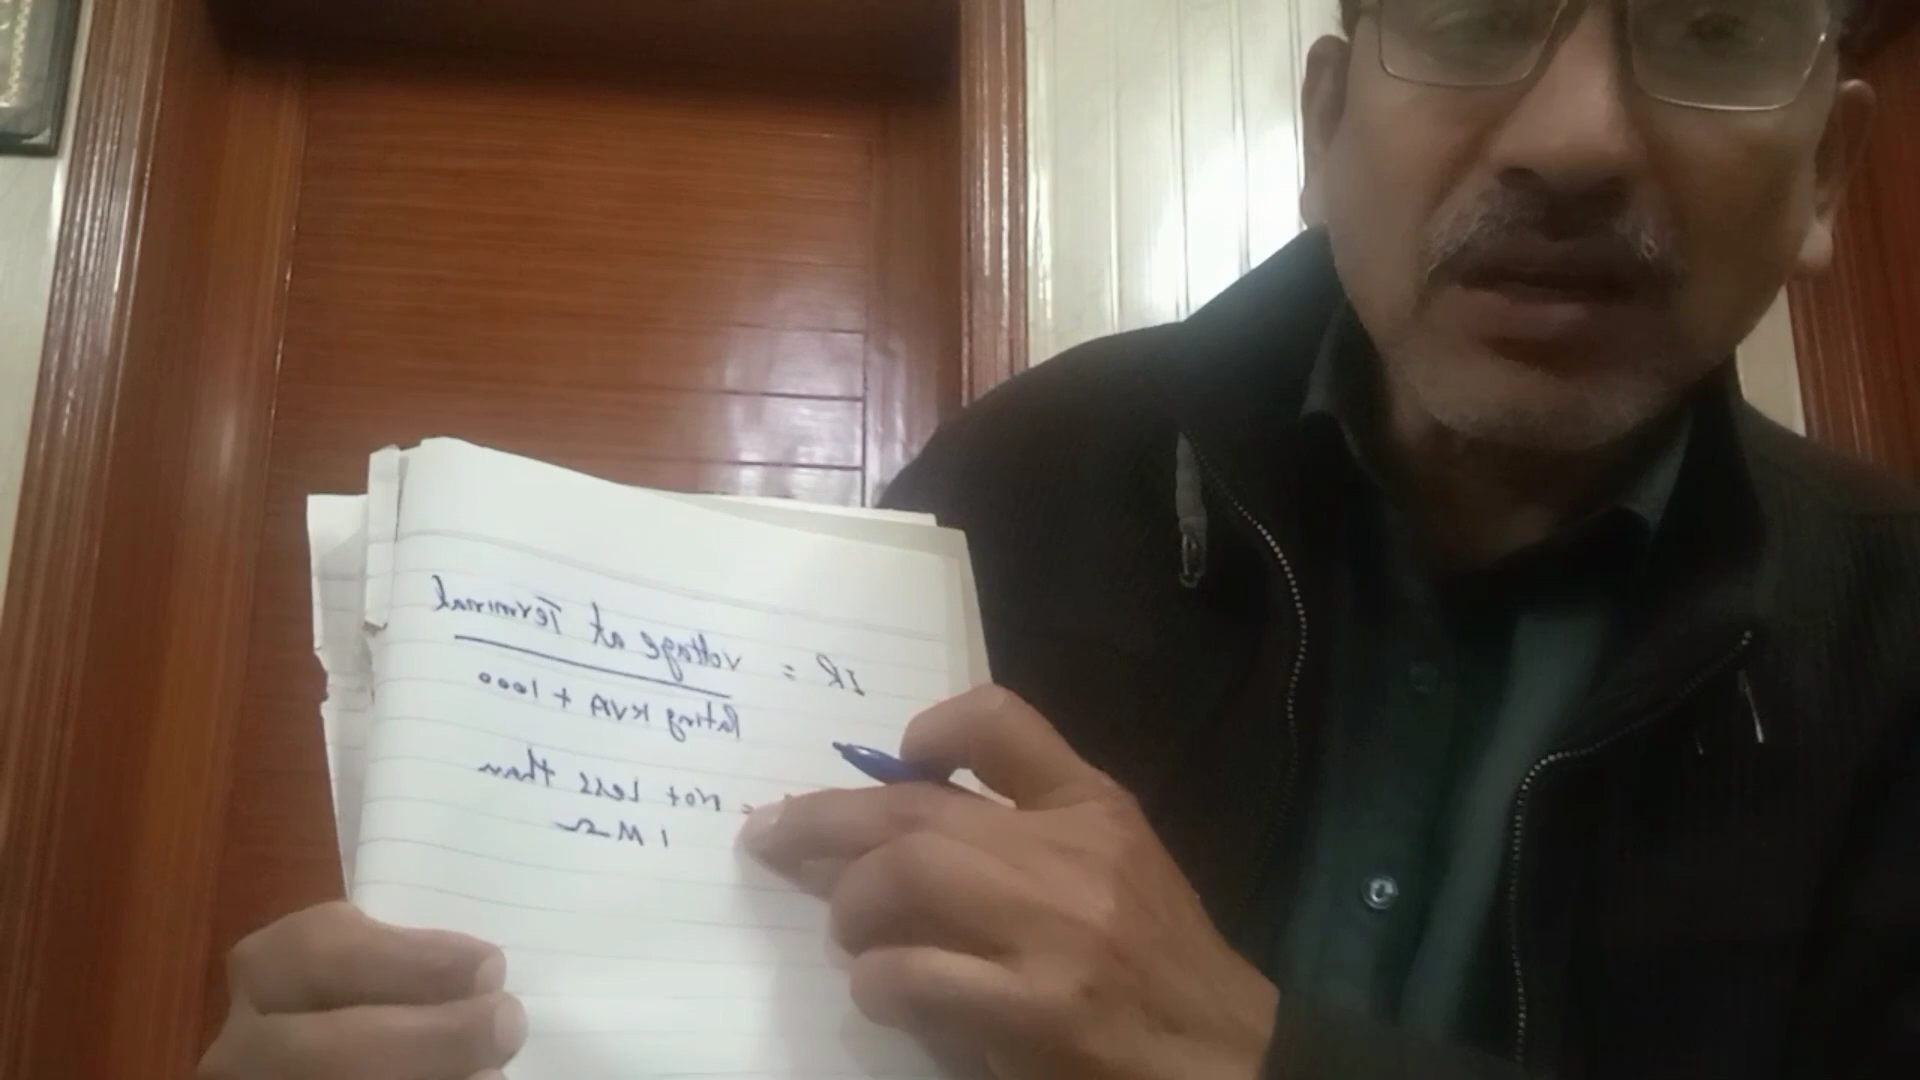 IR = Voltage at Terminal
Rating KVA + 1000
= Not Less than
1 MΩ